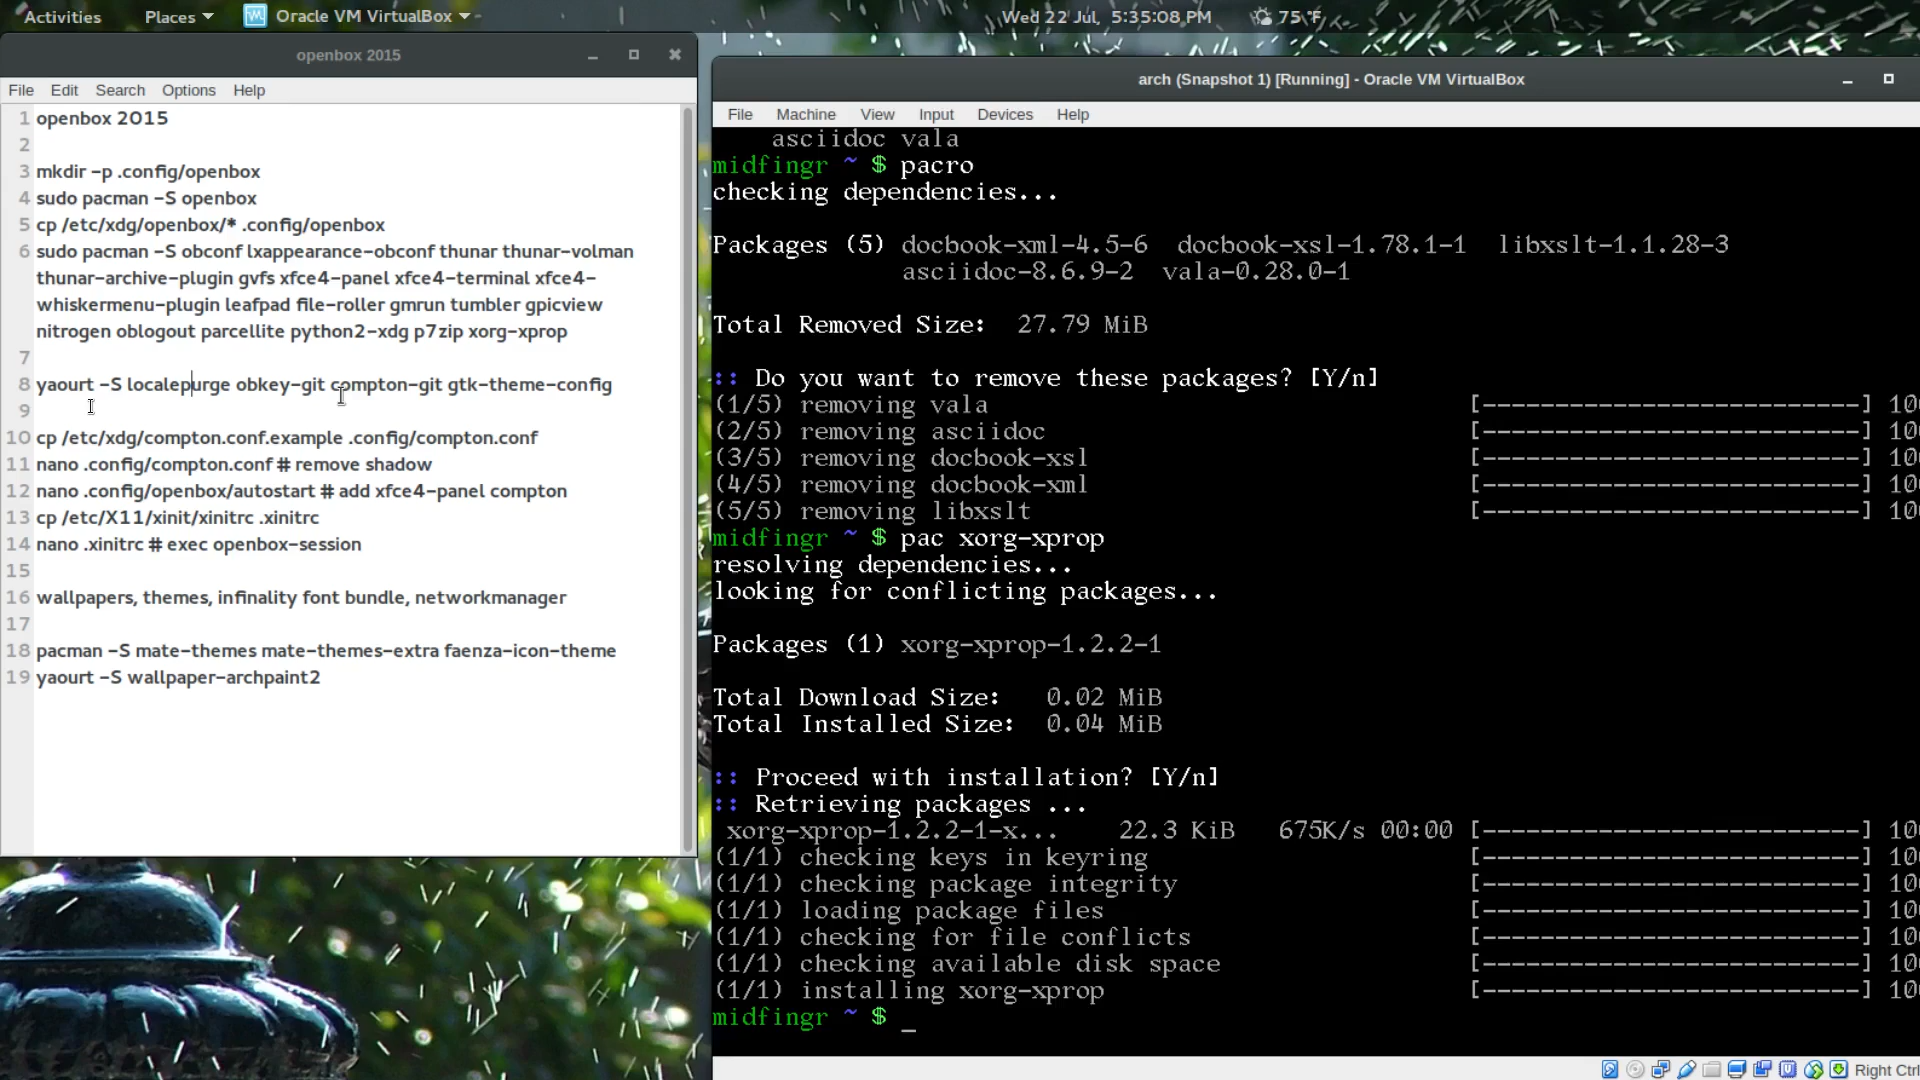 Activities Places Oracle VM VirtualBox Wed 22 Jul, 5:35:08 PM 75 °F
openbox 2015
File Edit Search Options Help
1 openbox 2015
2
3 mkdir -p .config/openbox
4 sudo pacman -S openbox
5 cp /etc/xdg/openbox/* .config/openbox
6 sudo pacman -S obconf lxappearance-obconf thunar thunar-volman
thunar-archive-plugin gvfs xfce4-panel xfce4-terminal xfce4-
whiskermenu-plugin leafpad file-roller gmrun tumbler gpicview
nitrogen oblogout parcellite python2-xdg p7zip xorg-xprop
7
8 yaourt -S localepurge obkey-git compton-git gtk-theme-config
9
10 cp /etc/xdg/compton.conf.example .config/compton.conf
11 nano .config/compton.conf # remove shadow
12 nano .config/openbox/autostart # add xfce4-panel compton
13 cp /etc/X11/xinit/xinitrc .xinitrc
14 nano .xinitrc # exec openbox-session
15
16 wallpapers, themes, infinality font bundle, networkmanager
17
18 pacman -S mate-themes mate-themes-extra faenza-icon-theme
19 yaourt -S wallpaper-archpaint2
arch (Snapshot 1) [Running] - Oracle VM VirtualBox
File Machine View Input Devices Help
asciidoc vala
midfingr ~ $ pacro
checking dependencies...
Packages (5) docbook-xml-4.5-6 docbook-xsl-1.78.1-1 libxslt-1.1.28-3
asciidoc-8.6.9-2 vala-0.28.0-1
Total Removed Size: 27.79 MiB
:: Do you want to remove these packages? [Y/n]
(1/5) removing vala [--------------------------] 10
(2/5) removing asciidoc [--------------------------] 10
(3/5) removing docbook-xsl [--------------------------] 10
(4/5) removing docbook-xml [--------------------------] 10
(5/5) removing libxslt [--------------------------] 10
midfingr ~ $ pac xorg-xprop
resolving dependencies...
looking for conflicting packages...
Packages (1) xorg-xprop-1.2.2-1
Total Download Size: 0.02 MiB
Total Installed Size: 0.04 MiB
:: Proceed with installation? [Y/n]
:: Retrieving packages ...
xorg-xprop-1.2.2-1-x... 22.3 KiB 675K/s 00:00 [--------------------------] 10
(1/1) checking keys in keyring [--------------------------] 10
(1/1) checking package integrity [--------------------------] 10
(1/1) loading package files [--------------------------] 10
(1/1) checking for file conflicts [--------------------------] 10
(1/1) checking available disk space [--------------------------] 10
(1/1) installing xorg-xprop [--------------------------] 10
midfingr ~ $ _
Right Ctrl